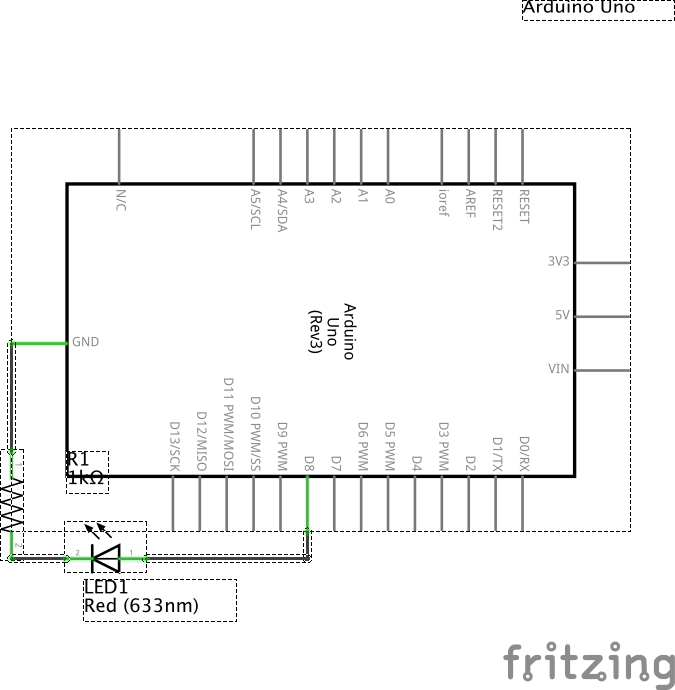 Arduino Uno
N/C
A5/SCL
A4/SDA
A3
A2
A1
A0
ioref
AREF
RESET2
RESET
3V3
5V
VIN
GND
Arduino
Uno
(Rev3)
D13/SCK
D12/MISO
D11 PWM/MOSI
D10 PWM/SS
D9 PWM
D8
D7
D6 PWM
D5 PWM
D4
D3 PWM
D2
D1/TX
D0/RX
R1
1kΩ
1
2
2
1
LED1
Red (633nm)
fritzing